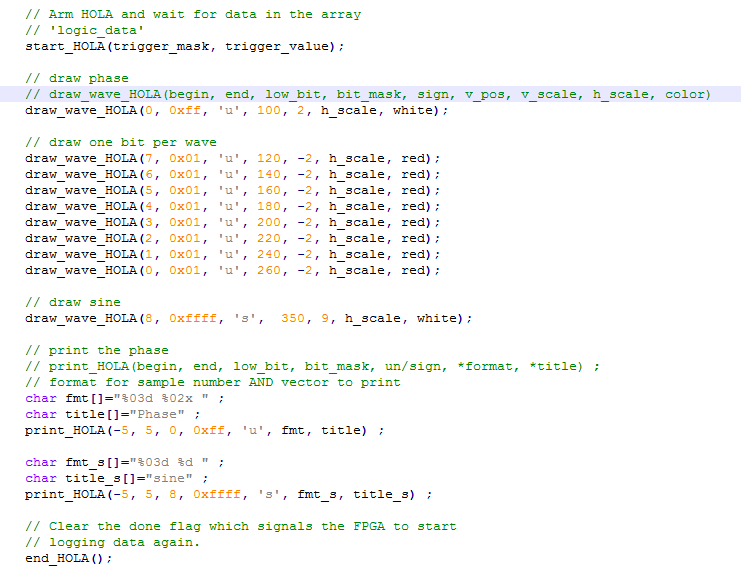 // Arm HOLA and wait for data in the array
// 'logic_data'
start_HOLA(trigger_mask, trigger_value);
// draw phase
// draw_wave_HOLA(begin, end, low_bit, bit_mask, sign, v_pos, v_scale, h_scale, color)
draw_wave_HOLA(0, 0xff, 'u', 100, 2, h_scale, white);
// draw one bit per wave
draw_wave_HOLA(7, 0x01, 'u', 120, -2, h_scale, red);
draw_wave_HOLA(6, 0x01, 'u', 140, -2, h_scale, red);
draw_wave_HOLA(5, 0x01, 'u', 160, -2, h_scale, red);
draw_wave_HOLA(4, 0x01, 'u', 180, -2, h_scale, red);
draw_wave_HOLA(3, 0x01, 'u', 200, -2, h_scale, red);
draw_wave_HOLA(2, 0x01, 'u', 220, -2, h_scale, red);
draw_wave_HOLA(1, 0x01, 'u', 240, -2, h_scale, red);
draw_wave_HOLA(0, 0x01, 'u', 260, -2, h_scale, red);
// draw sine
draw_wave_HOLA(8, 0xffff, 's',  350, 9, h_scale, white);
// print the phase
// print_HOLA(begin, end, low_bit, bit_mask, un/sign, *format, *title) ;
// format for sample number AND vector to print
char fmt[]="%03d %02x " ;
char title[]="Phase" ;
print_HOLA(-5, 5, 0, 0xff, 'u', fmt, title) ;
char fmt_s[]="%03d %d " ;
char title_s[]="sine" ;
print_HOLA(-5, 5, 8, 0xffff, 's', fmt_s, title_s) ;
// Clear the done flag which signals the FPGA to start
// logging data again.
end_HOLA();